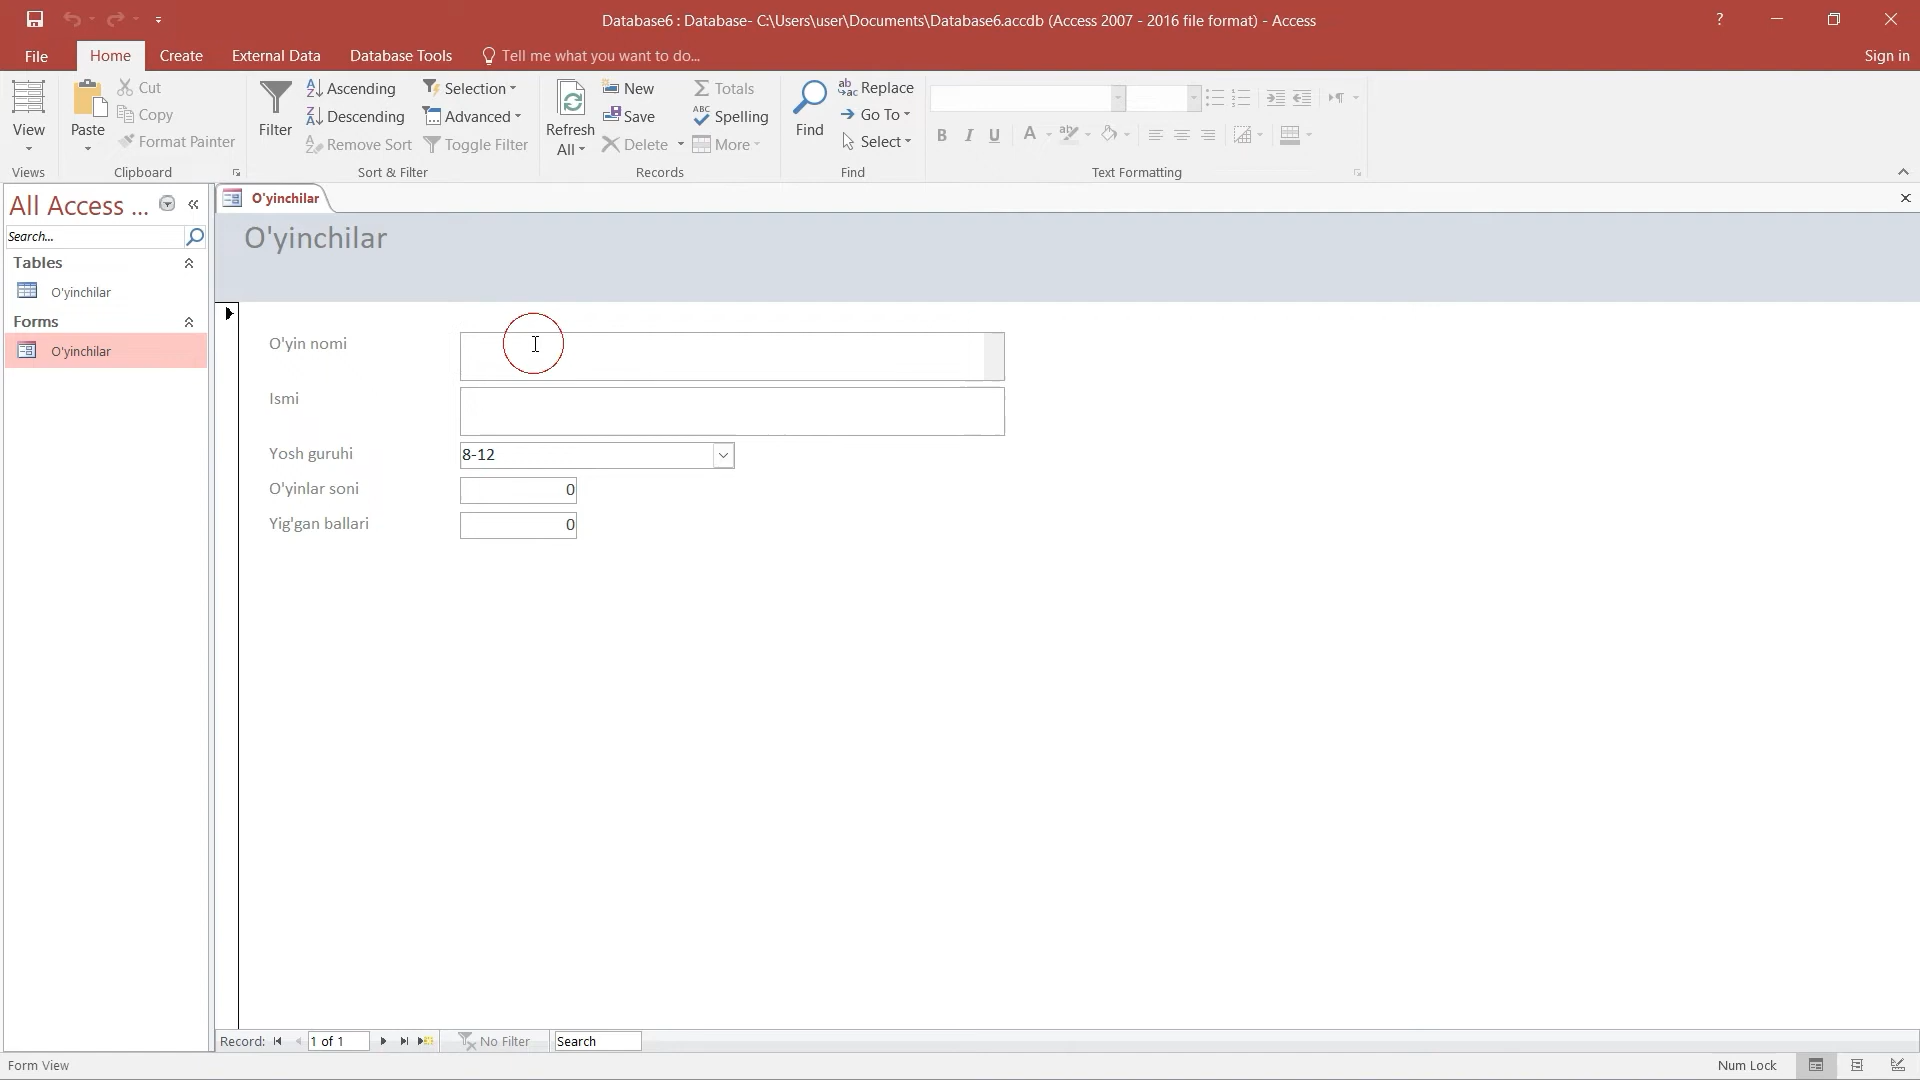 Database6 : Database- C:\Users\user\Documents\Database6.accdb (Access 2007 - 2016 file format) - Access
?
File
Home
Create
External Data
Database Tools
Tell me what you want to do...
Sign in
View
Paste
Cut
Copy
Format Painter
Filter
Ascending
Descending
Remove Sort
Selection
Advanced
Toggle Filter
Refresh
All
New
Save
Delete
Totals
Spelling
More
Find
Replace
Go To
Select
B I U A
Views
Clipboard
Sort & Filter
Records
Find
Text Formatting
All Access ...
Search...
Tables
O'yinchilar
Forms
O'yinchilar
O'yinchilar
O'yinchilar
O'yin nomi
Ismi
Yosh guruhi
8-12
O'yinlar soni
0
Yig'gan ballari
0
Record:
1 of 1
No Filter
Search
Form View
Num Lock